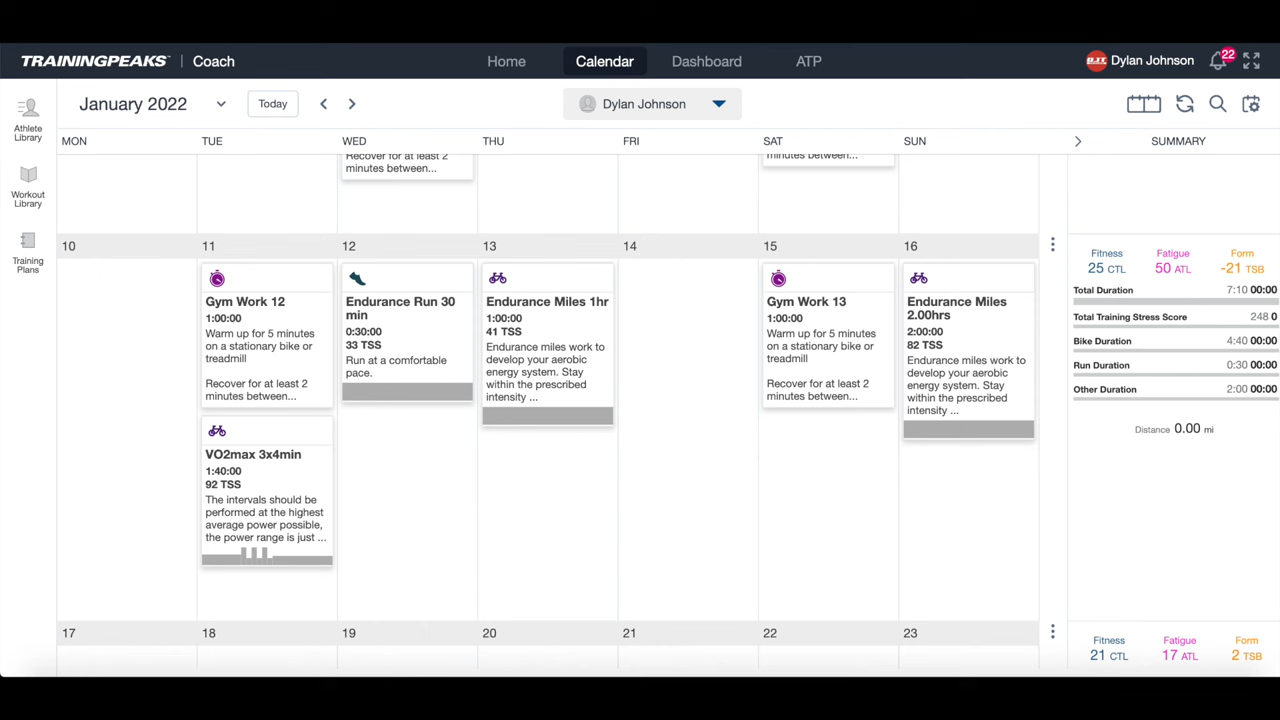 TRAININGPEAKS | Coach
Home
Calendar
Dashboard
ATP
Dylan Johnson
22
January 2022
Today
Dylan Johnson
Athlete
Library
Workout
Library
Training
Plans
MON
TUE
WED
THU
FRI
SAT
SUN
SUMMARY
Recover for at least 2
minutes between...
minutes between...
10
11
12
13
14
15
16
Gym Work 12
1:00:00
Warm up for 5 minutes
on a stationary bike or
treadmill
Recover for at least 2
minutes between...
VO2max 3x4min
1:40:00
92 TSS
The intervals should be
performed at the highest
average power possible,
the power range is just ...
Endurance Run 30
min
0:30:00
33 TSS
Run at a comfortable
pace.
Endurance Miles 1hr
1:00:00
41 TSS
Endurance miles work to
develop your aerobic
energy system. Stay
within the prescribed
intensity ...
Gym Work 13
1:00:00
Warm up for 5 minutes
on a stationary bike or
treadmill
Recover for at least 2
minutes between...
Endurance Miles
2.00hrs
2:00:00
82 TSS
Endurance miles work to
develop your aerobic
energy system. Stay
within the prescribed
intensity ...
Fitness
25 CTL
Fatigue
50 ATL
Form
-21 TSB
Total Duration 7:10 00:00
Total Training Stress Score 248 0
Bike Duration 4:40 00:00
Run Duration 0:30 00:00
Other Duration 2:00 00:00
Distance 0.00 mi
17
18
19
20
21
22
23
Fitness
21 CTL
Fatigue
17 ATL
Form
2 TSB